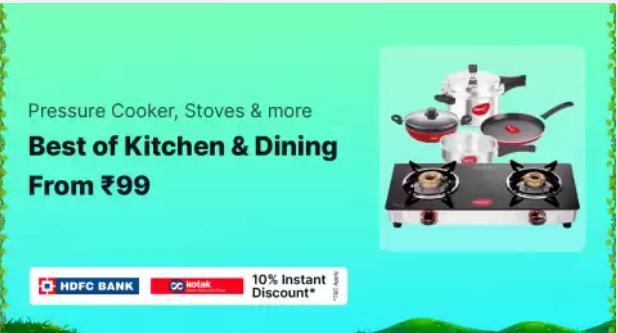 Pressure Cooker, Stoves & more
Best of Kitchen & Dining
From ₹99
HDFC BANK
kotak
10% Instant
Discount*
*T&C Apply